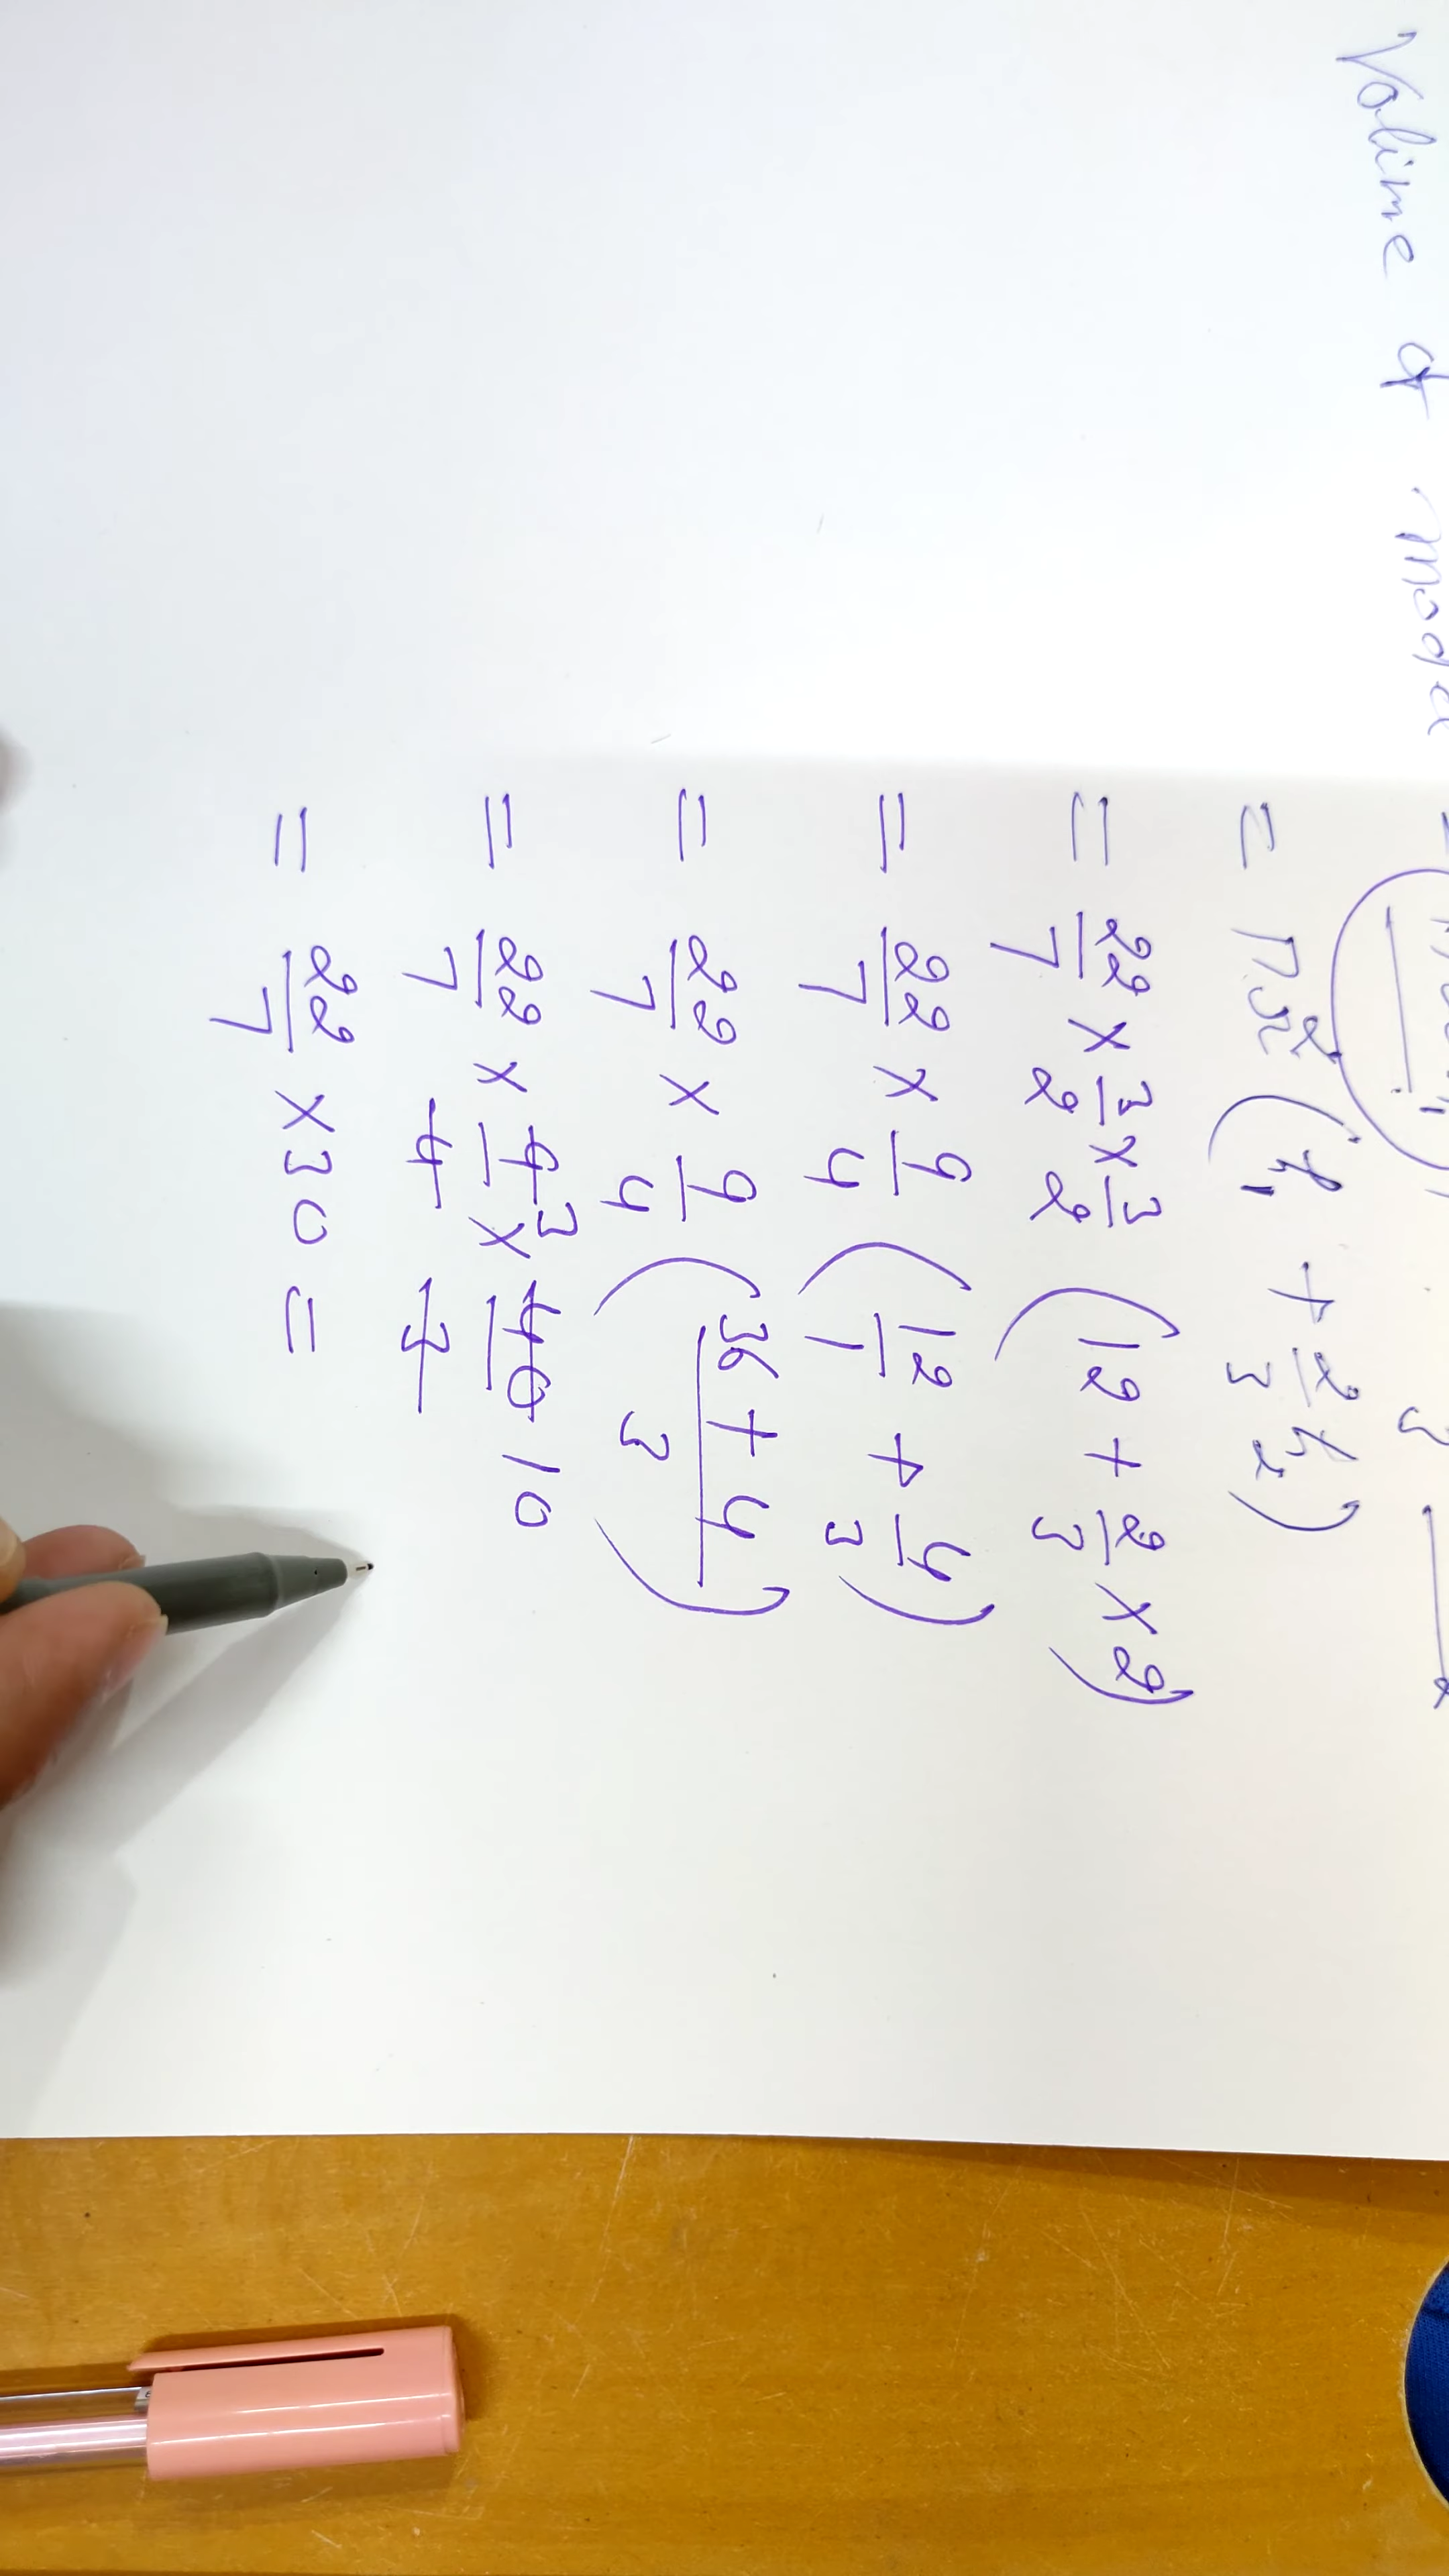 Volume of model
= πr² (h₁ + 2/3 h₂)
= 22/7 × 3/2 × 3/2 (12 + 2/3 × 2)
= 22/7 × 9/4 (12/1 + 4/3)
= 22/7 × 9/4 (36 + 4 / 3)
= 22/7 × 9/4 3 × 40/3 10
= 22/7 × 30 =